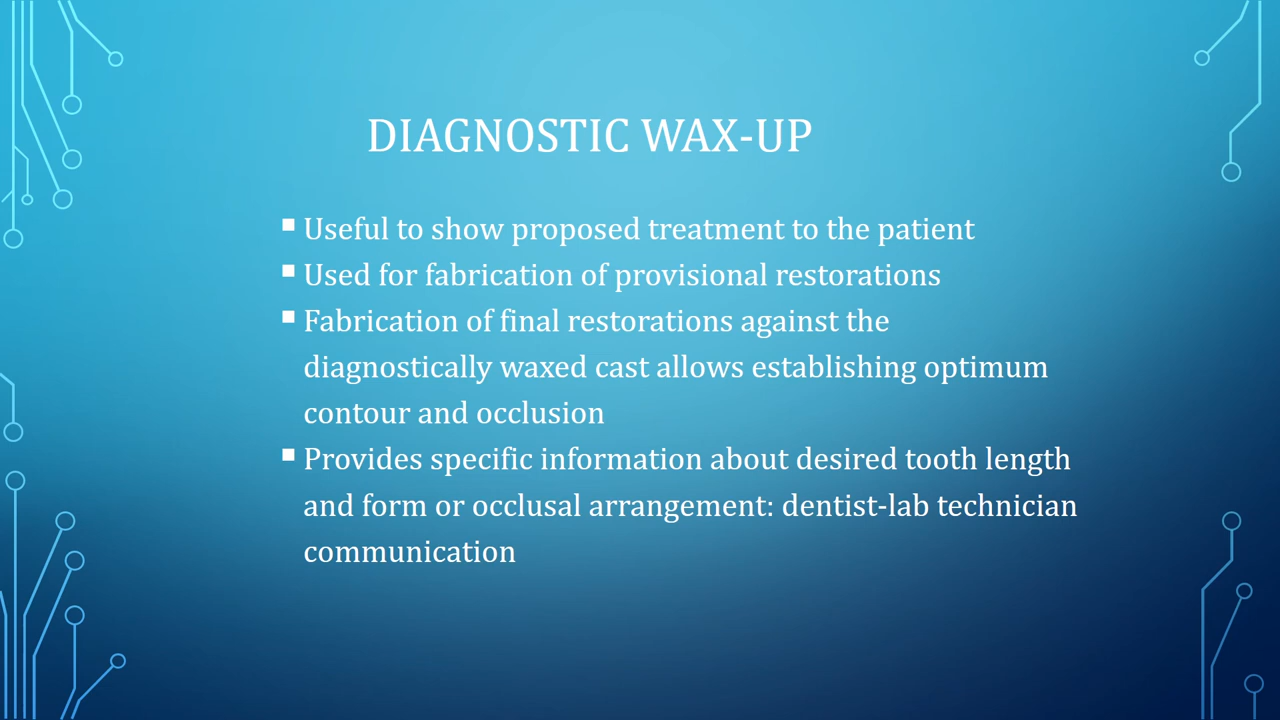 DIAGNOSTIC WAX-UP
▪ Useful to show proposed treatment to the patient
▪ Used for fabrication of provisional restorations
▪ Fabrication of final restorations against the
diagnostically waxed cast allows establishing optimum
contour and occlusion
▪ Provides specific information about desired tooth length
and form or occlusal arrangement: dentist-lab technician
communication